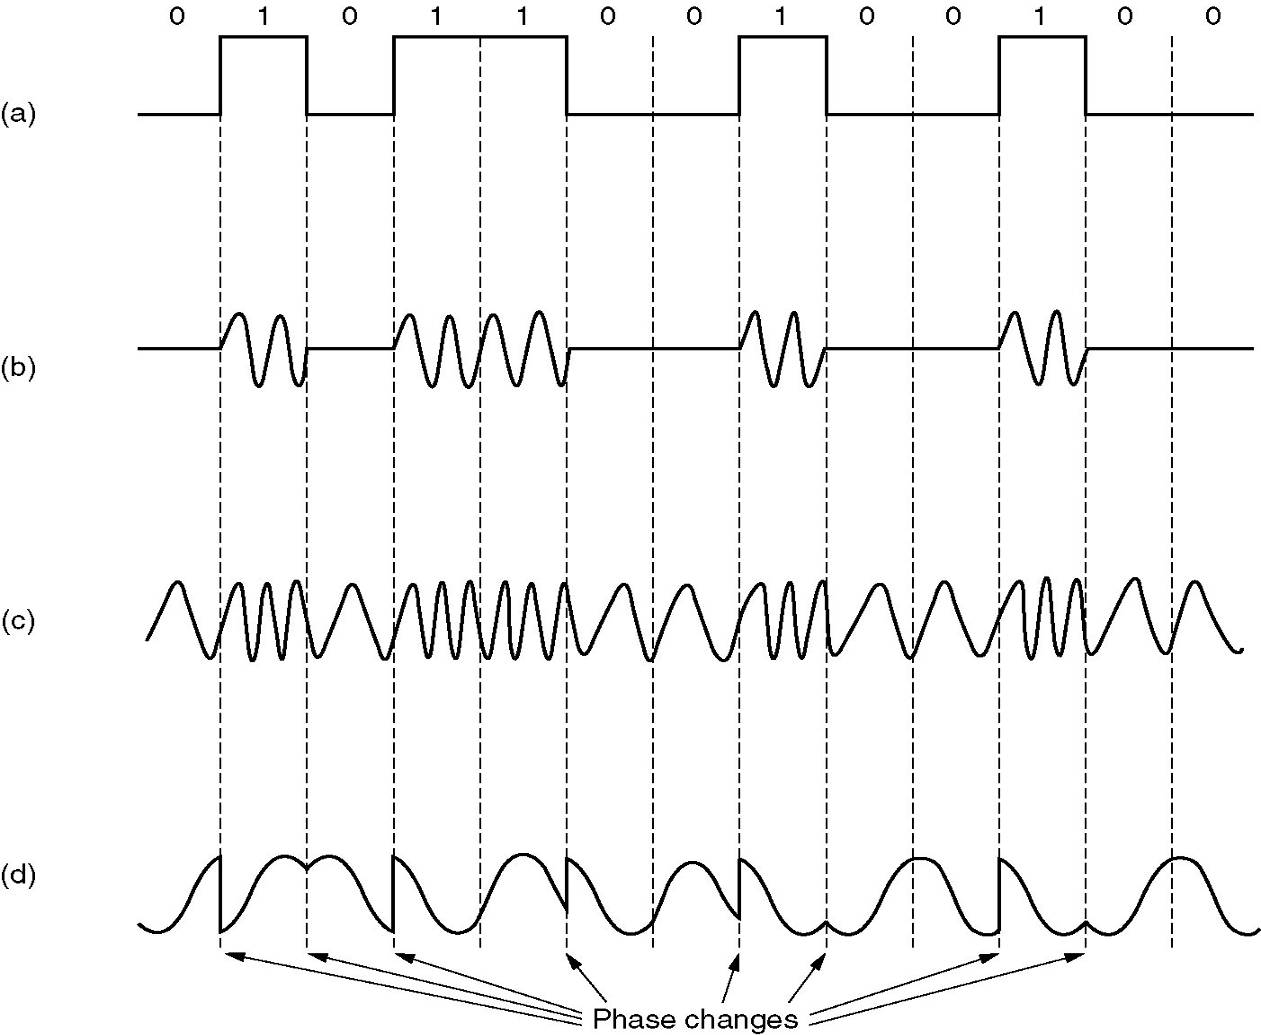 0 1 0 1 1 0 0 1 0 0 1 0 0
(a)
(b)
(c)
(d)
Phase changes